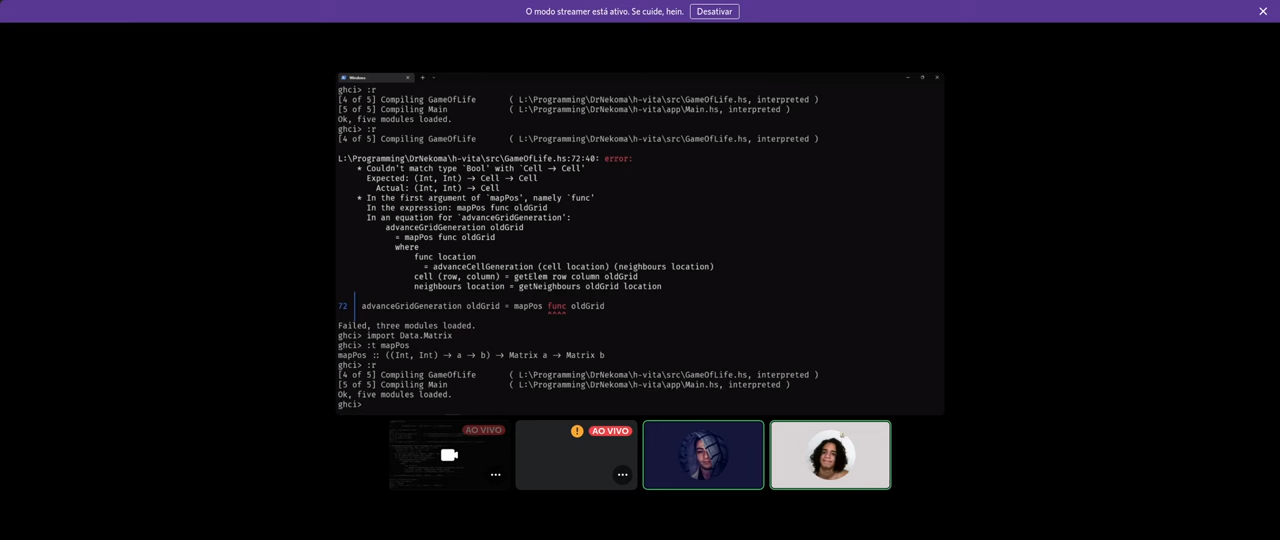 O modo streamer está ativo. Se cuide, hein. Desativar
Windows
ghci> :r
[4 of 5] Compiling GameOfLife ( L:\Programming\DrNekoma\h-vita\src\GameOfLife.hs, interpreted )
[5 of 5] Compiling Main ( L:\Programming\DrNekoma\h-vita\app\Main.hs, interpreted )
Ok, five modules loaded.
ghci> :r
[4 of 5] Compiling GameOfLife ( L:\Programming\DrNekoma\h-vita\src\GameOfLife.hs, interpreted )
L:\Programming\DrNekoma\h-vita\src\GameOfLife.hs:72:40: error:
* Couldn't match type `Bool' with `Cell → Cell'
Expected: (Int, Int) → Cell → Cell
Actual: (Int, Int) → Cell
* In the first argument of `mapPos', namely `func'
In the expression: mapPos func oldGrid
In an equation for `advanceGridGeneration':
advanceGridGeneration oldGrid
= mapPos func oldGrid
where
func location
= advanceCellGeneration (cell location) (neighbours location)
cell (row, column) = getElem row column oldGrid
neighbours location = getNeighbours oldGrid location
72 | advanceGridGeneration oldGrid = mapPos func oldGrid
^^^^
Failed, three modules loaded.
ghci> import Data.Matrix
ghci> :t mapPos
mapPos :: ((Int, Int) → a → b) → Matrix a → Matrix b
ghci> :r
[4 of 5] Compiling GameOfLife ( L:\Programming\DrNekoma\h-vita\src\GameOfLife.hs, interpreted )
[5 of 5] Compiling Main ( L:\Programming\DrNekoma\h-vita\app\Main.hs, interpreted )
Ok, five modules loaded.
ghci>
AO VIVO
! AO VIVO